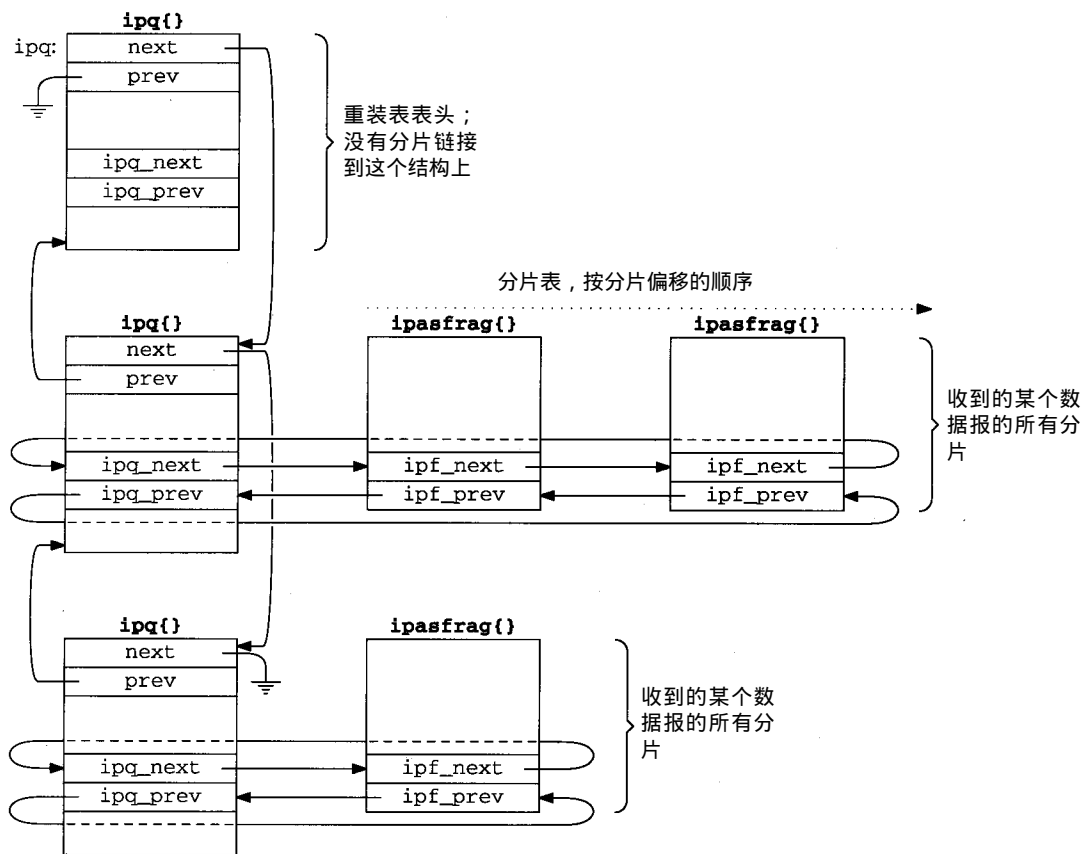 ipq{}
ipq:
next
prev
ipq_next
ipq_prev
重装表表头；
没有分片链接
到这个结构上
分片表，按分片偏移的顺序
ipq{}
ipasfrag{}
ipasfrag{}
next
prev
ipq_next
ipf_next
ipf_next
ipq_prev
ipf_prev
ipf_prev
收到的某个数
据报的所有分
片
ipq{}
ipasfrag{}
next
prev
ipq_next
ipf_next
ipq_prev
ipf_prev
收到的某个数
据报的所有分
片